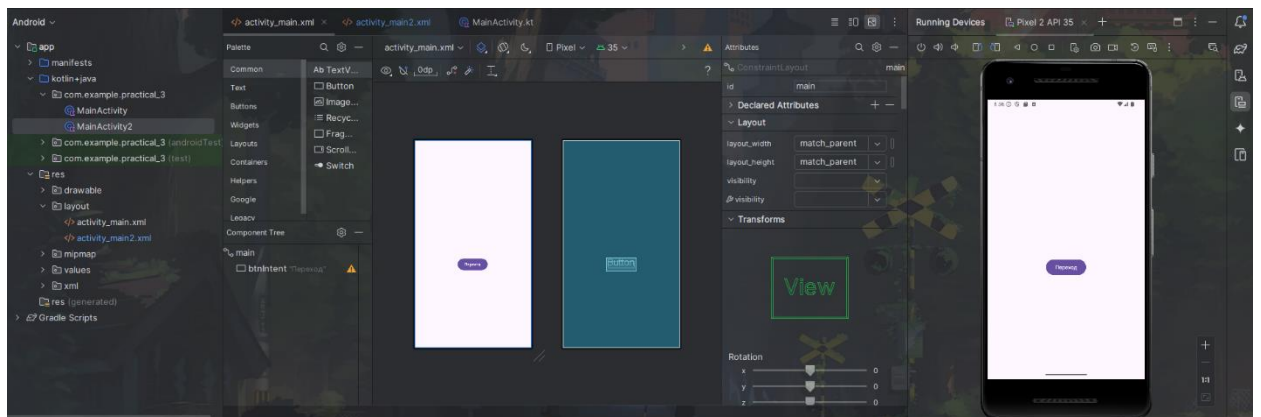 Android
app
manifests
kotlin+java
com.example.practical_3
MainActivity
MainActivity2
com.example.practical_3 (androidTest
com.example.practical_3 (test)
res
drawable
layout
activity_main.xml
activity_main2.xml
mipmap
values
xml
res (generated)
Gradle Scripts
activity_main.xml activity_main2.xml MainActivity.kt
Palette
Common
Text
Buttons
Widgets
Layouts
Containers
Helpers
Google
Legacy
Ab TextV...
Button
Image...
Recyc...
Frag...
Scroll...
Switch
Component Tree
main
btnIntent "Переход"
activity_main.xml Pixel 35
0dp
Переход
Button
Attributes
ConstraintLayout main
id main
Declared Attributes
Layout
layout_width match_parent
layout_height match_parent
visibility
visibility
Transforms
View
Rotation
x 0
y 0
z 0
Running Devices Pixel 2 API 35
Переход
1:1